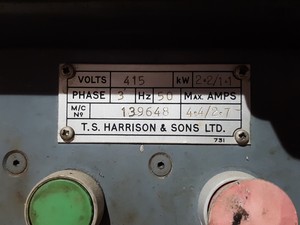 VOLTS 415 kW 2·2/1·1
PHASE 3 Hz 50 MAX. AMPS
M/C Nº 139648 4·4/2·7
T. S. HARRISON & SONS LTD.
731